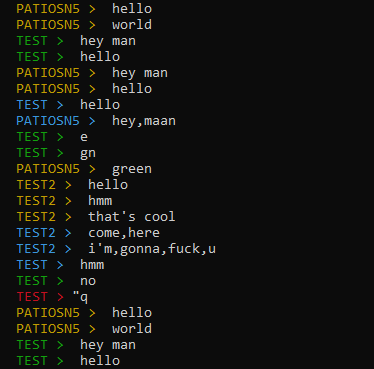 PATIOSN5 >  hello
PATIOSN5 >  world
TEST >  hey man
TEST >  hello
PATIOSN5 >  hey man
PATIOSN5 >  hello
TEST >  hello
PATIOSN5 >  hey,maan
TEST >  e
TEST >  gn
PATIOSN5 >  green
TEST2 >  hello
TEST2 >  hmm
TEST2 >  that's cool
TEST2 >  come,here
TEST2 >  i'm,gonna,fuck,u
TEST >  hmm
TEST >  no
TEST > "q
PATIOSN5 >  hello
PATIOSN5 >  world
TEST >  hey man
TEST >  hello